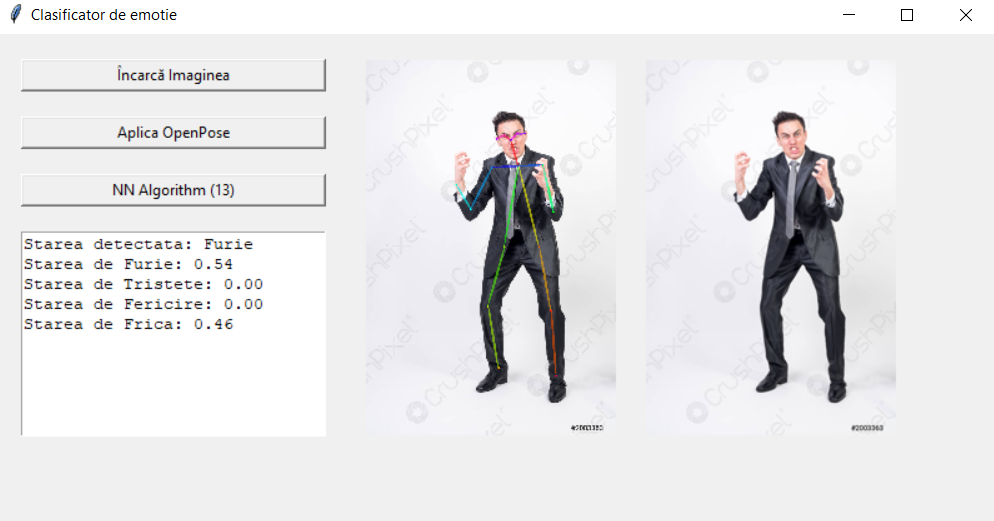 Clasificator de emotie
Încarcă Imaginea
Aplica OpenPose
NN Algorithm (13)
Starea detectata: Furie
Starea de Furie: 0.54
Starea de Tristete: 0.00
Starea de Fericire: 0.00
Starea de Frica: 0.46
CrushPixel
CrushPixel
#2003363
#2003363